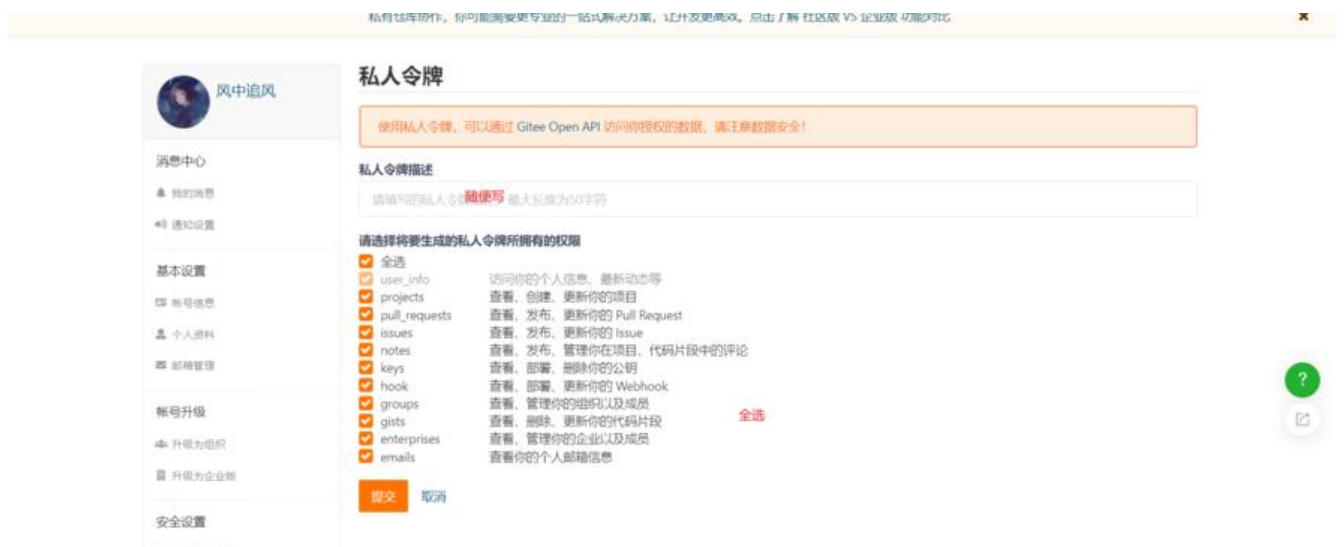 私有仓库协作，你可能需要更专业的一站式解决方案，让开发更高效。点击了解 社区版 VS 企业版 功能对比
风中追风
私人令牌
使用私人令牌，可以通过 Gitee Open API 访问你授权的数据，请注意数据安全！
消息中心
私人令牌描述
我的消息
请填写的私人令牌 最大长度为50字符
随便写
通知设置
请选择将要生成的私人令牌所拥有的权限
基本设置
全选
user_info 访问你的个人信息、最新动态等
帐号信息
projects 查看、创建、更新你的项目
pull_requests 查看、发布、更新你的 Pull Request
个人资料
issues 查看、发布、更新你的 Issue
notes 查看、发布、管理你在项目、代码片段中的评论
邮箱管理
keys 查看、部署、删除你的公钥
hook 查看、部署、更新你的 Webhook
帐号升级
groups 查看、管理你的组织以及成员
gists 查看、删除、更新你的代码片段
全选
升级为组织
enterprises 查看、管理你的企业以及成员
emails 查看你的个人邮箱信息
升级为企业版
提交 取消
安全设置